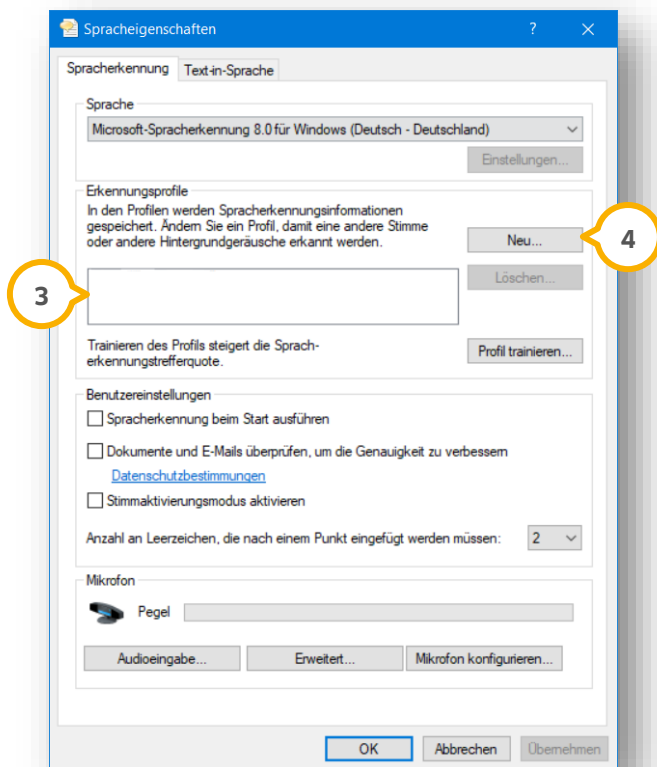 Spracheigenschaften
?
Spracherkennung
Text-in-Sprache
Sprache
Microsoft-Spracherkennung 8.0 für Windows (Deutsch - Deutschland)
Einstellungen...
Erkennungsprofile
In den Profilen werden Spracherkennungsinformationen
gespeichert. Ändern Sie ein Profil, damit eine andere Stimme
oder andere Hintergrundgeräusche erkannt werden.
Neu...
4
Löschen...
3
Trainieren des Profils steigert die Sprach-
erkennungstrefferquote.
Profil trainieren...
Benutzereinstellungen
Spracherkennung beim Start ausführen
Dokumente und E-Mails überprüfen, um die Genauigkeit zu verbessern
Datenschutzbestimmungen
Stimmaktivierungsmodus aktivieren
Anzahl an Leerzeichen, die nach einem Punkt eingefügt werden müssen:
2
Mikrofon
Pegel
Audioeingabe...
Erweitert...
Mikrofon konfigurieren...
OK
Abbrechen
Übernehmen